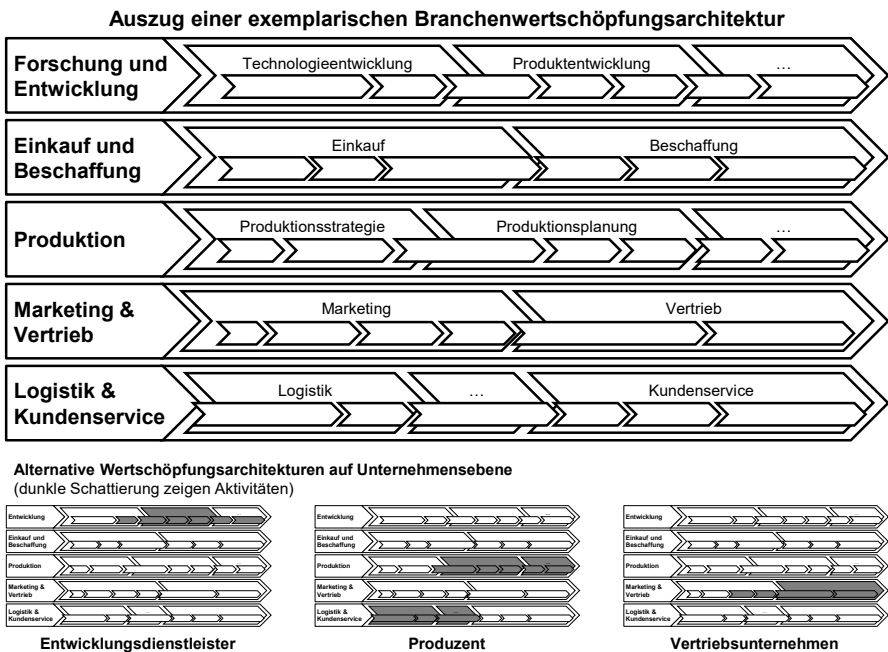 Auszug einer exemplarischen Branchenwertschöpfungsarchitektur
Forschung und
Entwicklung
Technologieentwicklung
Produktentwicklung
...
Einkauf und
Beschaffung
Einkauf
Beschaffung
Produktion
Produktionsstrategie
Produktionsplanung
...
Marketing &
Vertrieb
Marketing
Vertrieb
Logistik &
Kundenservice
Logistik
...
Kundenservice
Alternative Wertschöpfungsarchitekturen auf Unternehmensebene
(dunkle Schattierung zeigen Aktivitäten)
Entwicklung
...
Einkauf und
Beschaffung
Produktion
...
Marketing &
Vertrieb
Logistik &
Kundenservice
...
Entwicklungsdienstleister
Entwicklung
...
Einkauf und
Beschaffung
Produktion
...
Marketing &
Vertrieb
Logistik &
Kundenservice
...
Produzent
Entwicklung
...
Einkauf und
Beschaffung
Produktion
...
Marketing &
Vertrieb
Logistik &
Kundenservice
...
Vertriebsunternehmen